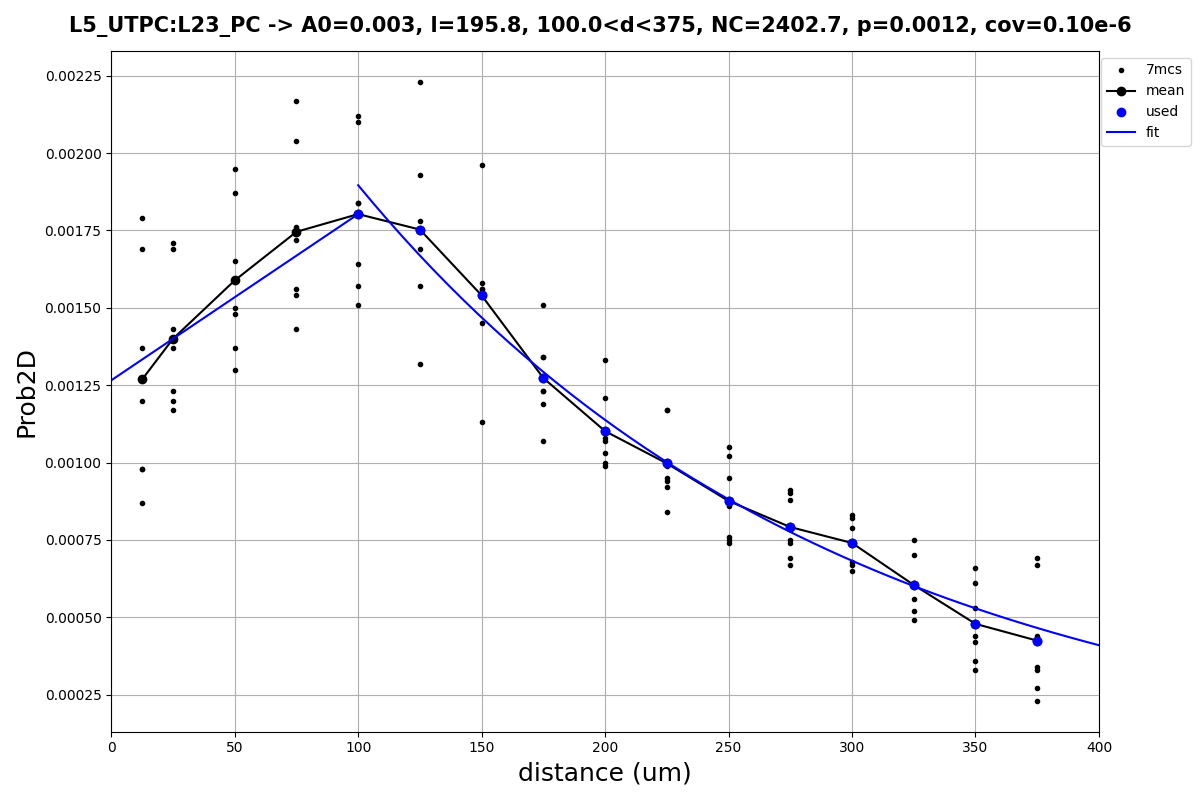 L5_UTPC:L23_PC -> A0=0.003, l=195.8, 100.0<d<375, NC=2402.7, p=0.0012, cov=0.10e-6
7mcs
mean
used
fit
0.00225
0.00200
0.00175
0.00150
0.00125
0.00100
0.00075
0.00050
0.00025
Prob2D
0 50 100 150 200 250 300 350 400
distance (um)